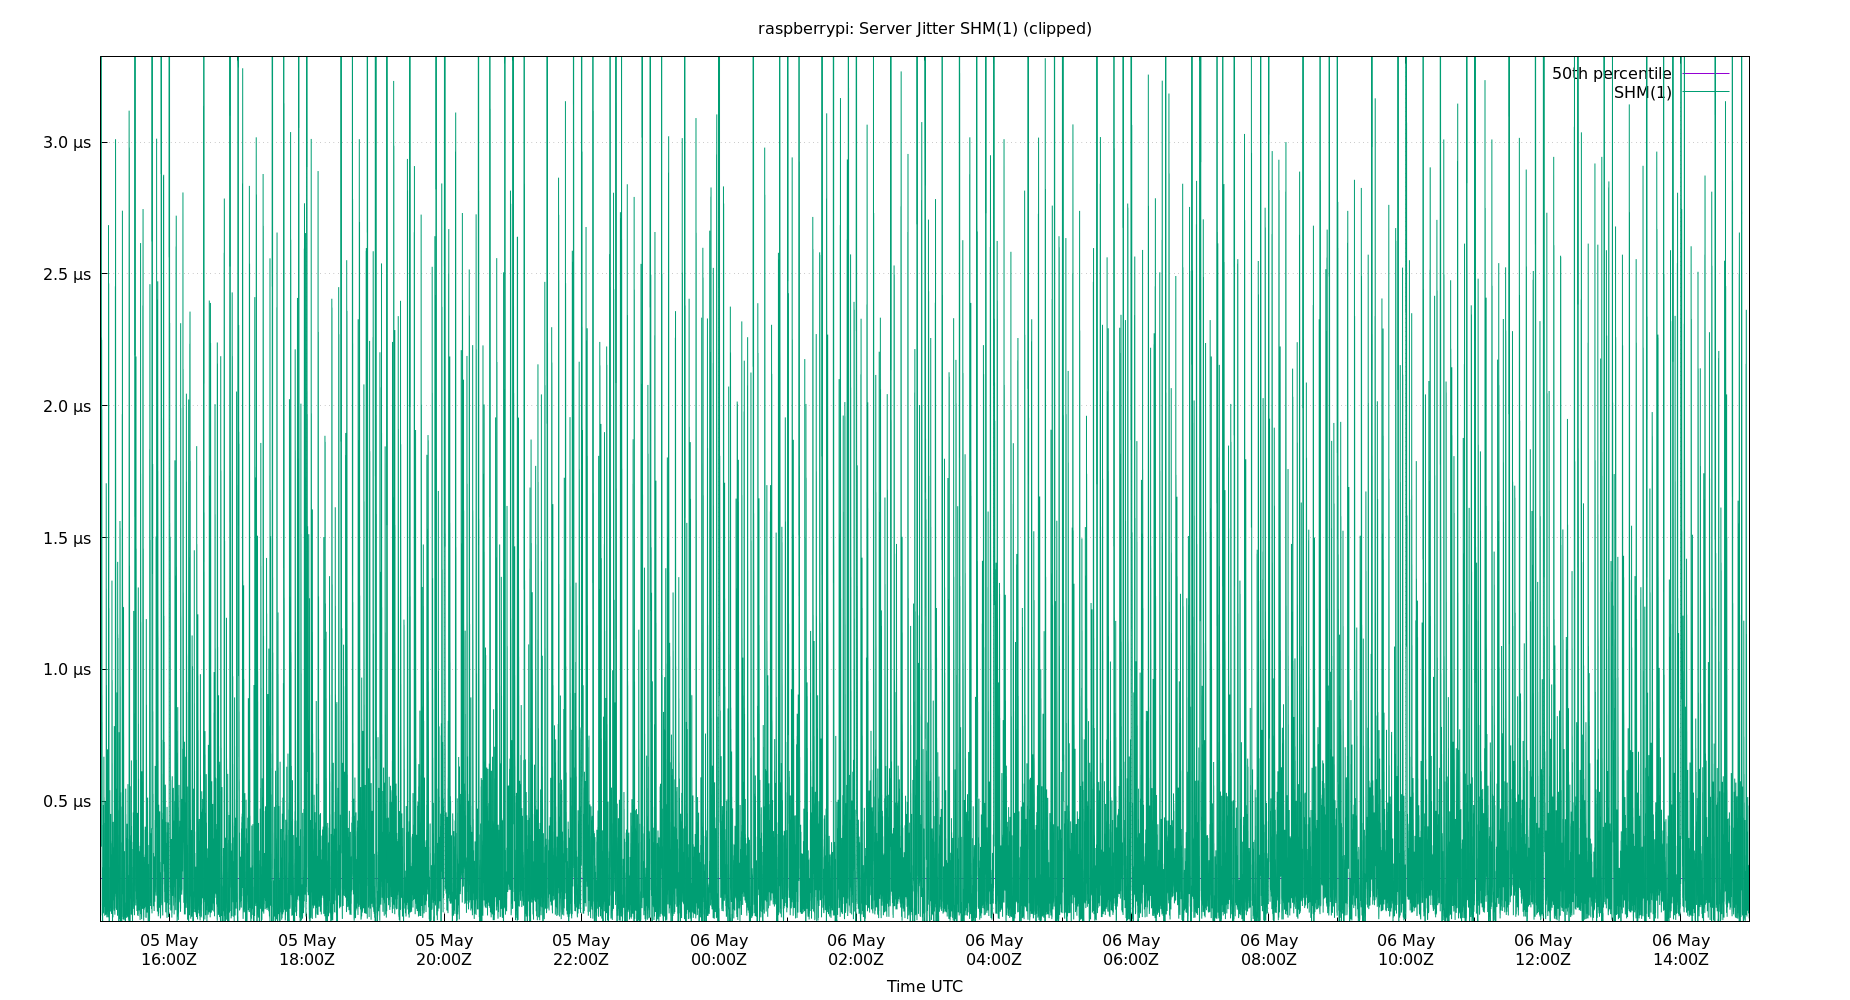 raspberrypi: Server Jitter SHM(1) (clipped)
50th percentile
SHM(1)
3.0 µs
2.5 µs
2.0 µs
1.5 µs
1.0 µs
0.5 µs
05 May 05 May 05 May 05 May 06 May 06 May 06 May 06 May 06 May 06 May 06 May 06 May
16:00Z 18:00Z 20:00Z 22:00Z 00:00Z 02:00Z 04:00Z 06:00Z 08:00Z 10:00Z 12:00Z 14:00Z
Time UTC